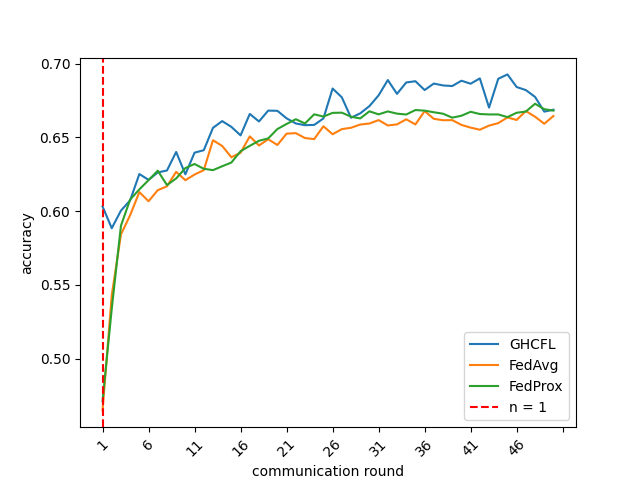 0.70
0.65
0.60
0.55
0.50
accuracy
GHCFL
FedAvg
FedProx
n = 1
1
6
11
16
21
26
31
36
41
46
communication round